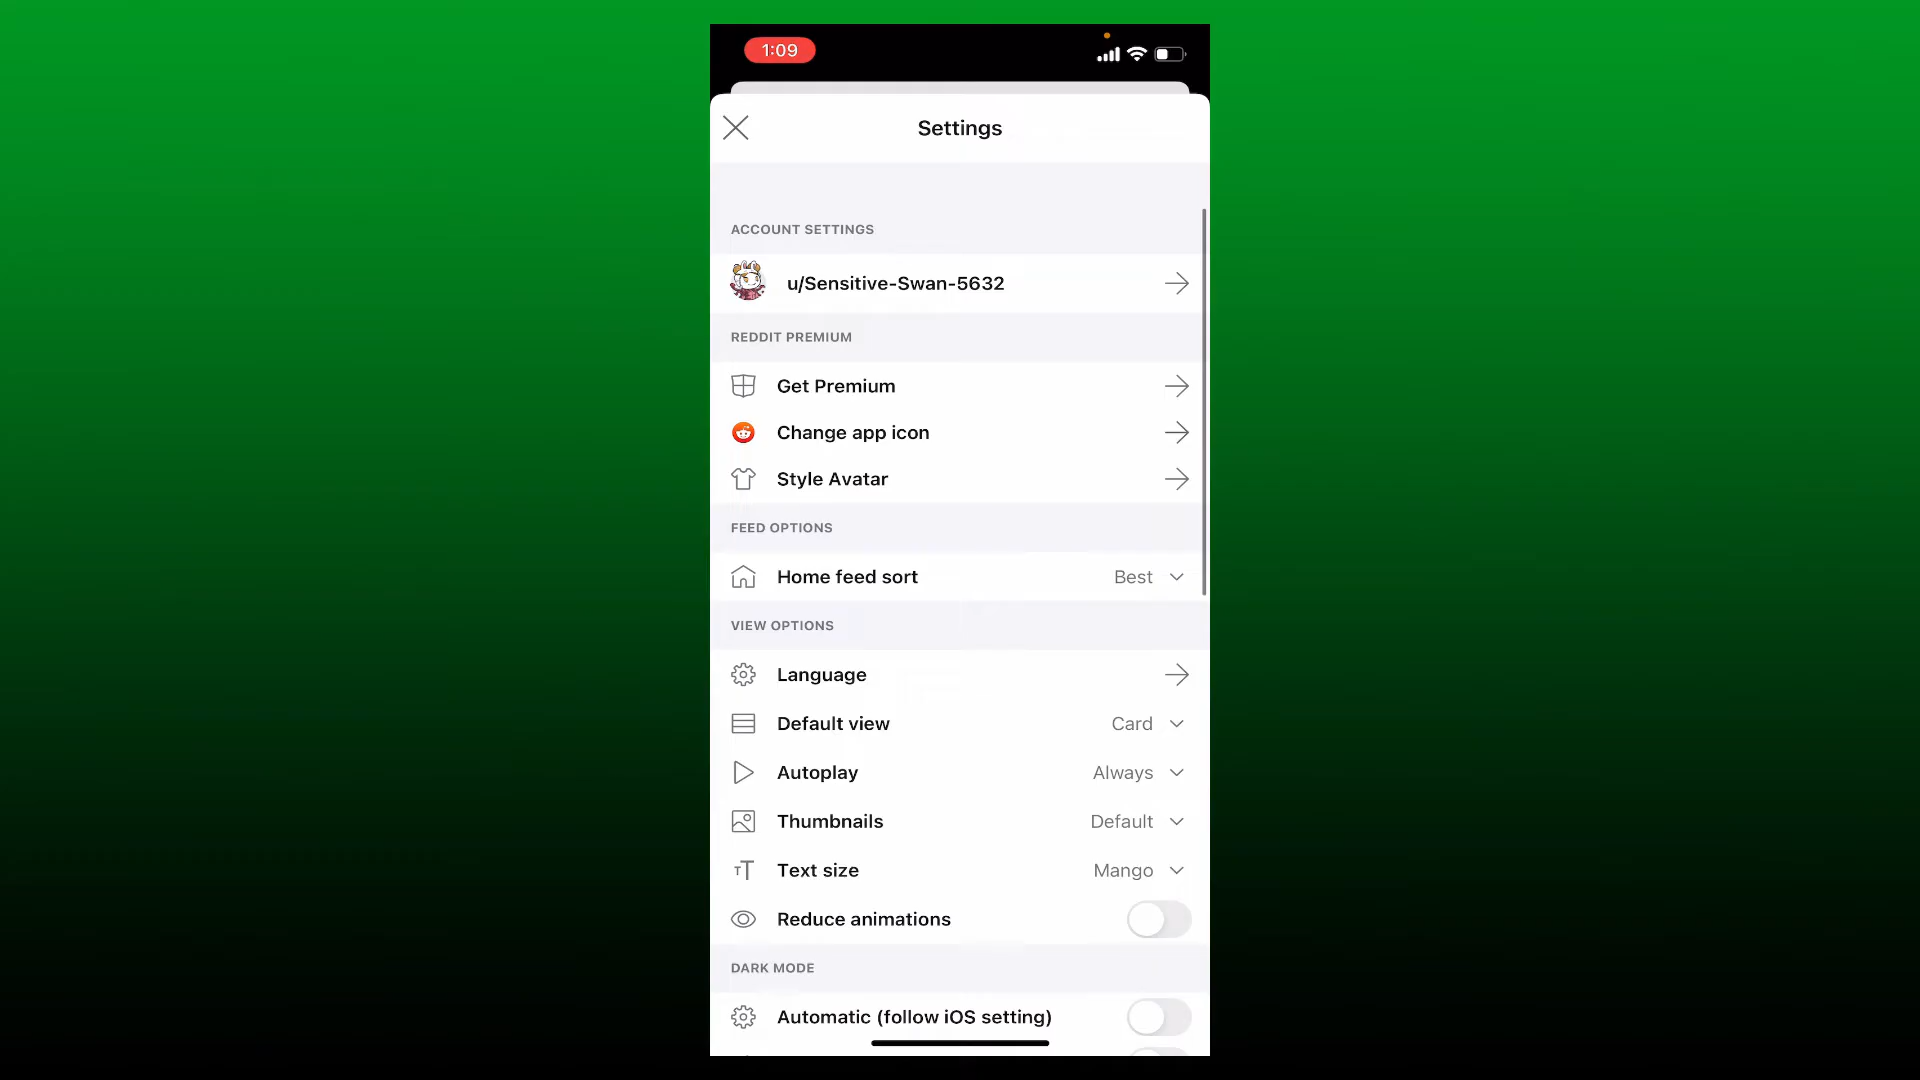 1:09
Settings
ACCOUNT SETTINGS
u/Sensitive-Swan-5632
REDDIT PREMIUM
Get Premium
Change app icon
Style Avatar
FEED OPTIONS
Home feed sort Best
VIEW OPTIONS
Language
Default view Card
Autoplay Always
Thumbnails Default
Text size Mango
Reduce animations
DARK MODE
Automatic (follow iOS setting)